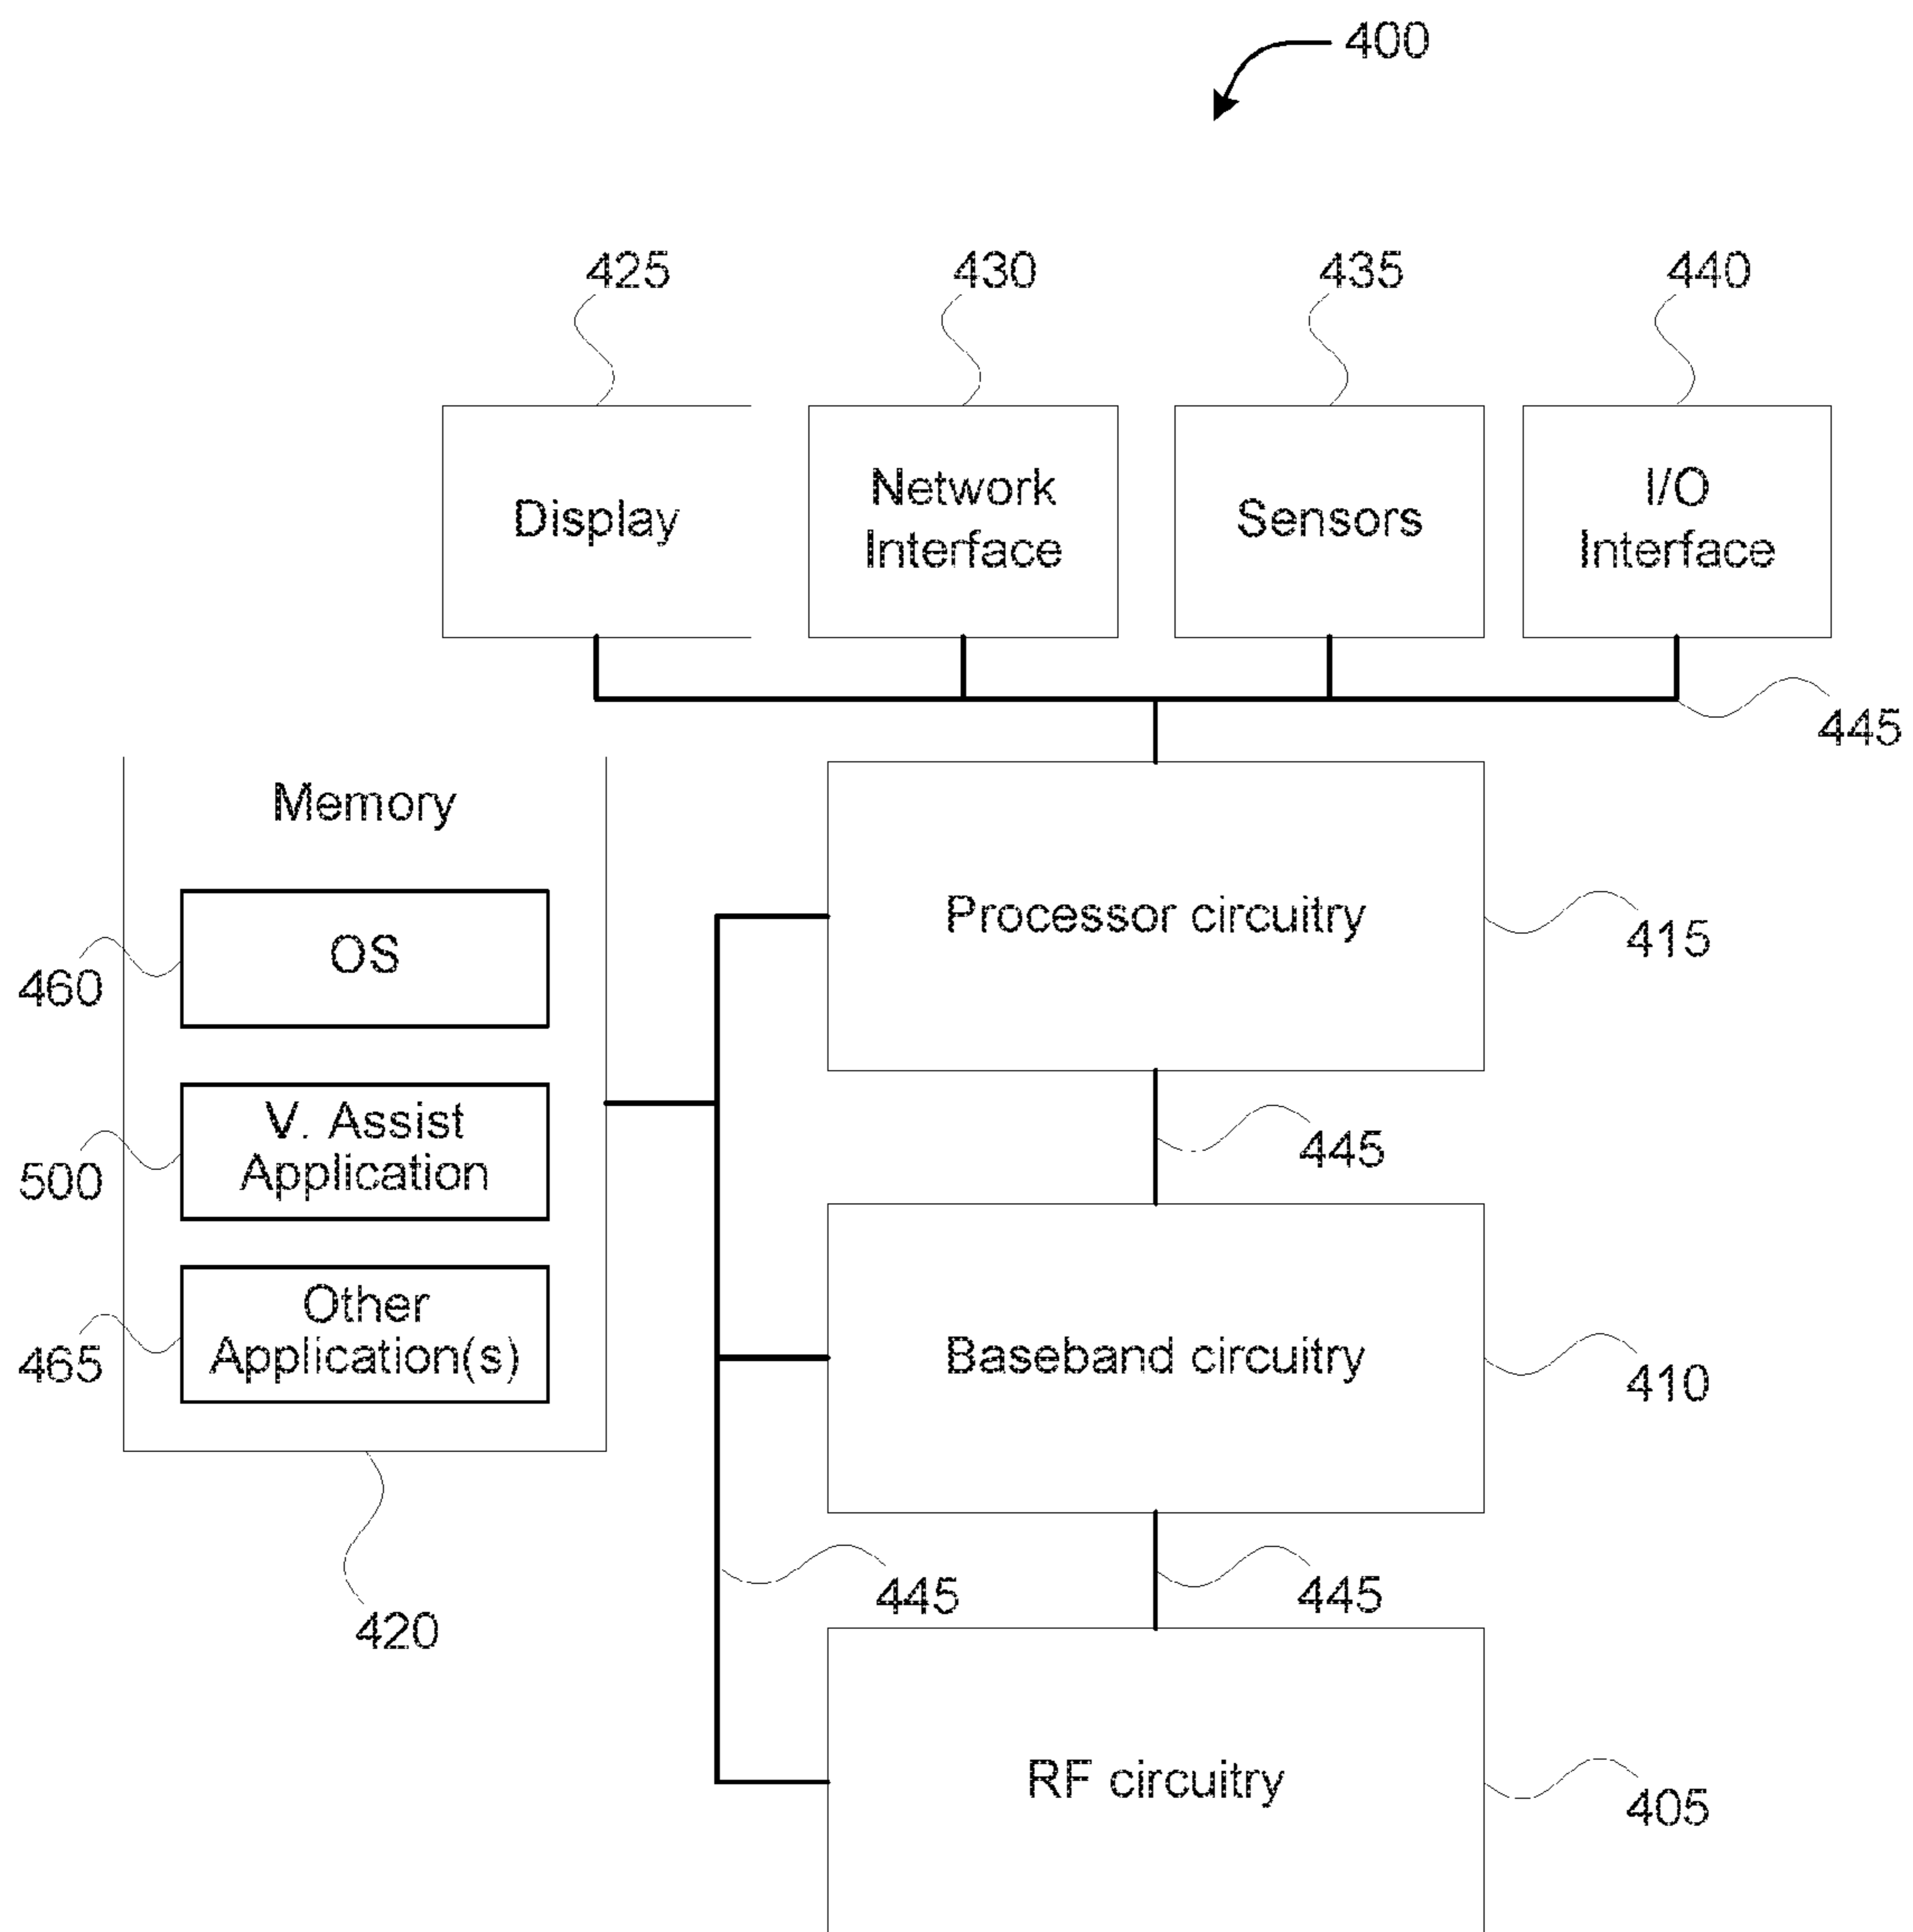 400
425
430
435
440
Display
Network
Interface
Sensors
I/O
Interface
445
Memory
OS
460
V. Assist
Application
500
Other
Application(s)
465
420
Processor circuitry
415
445
Baseband circuitry
410
445
445
RF circuitry
405